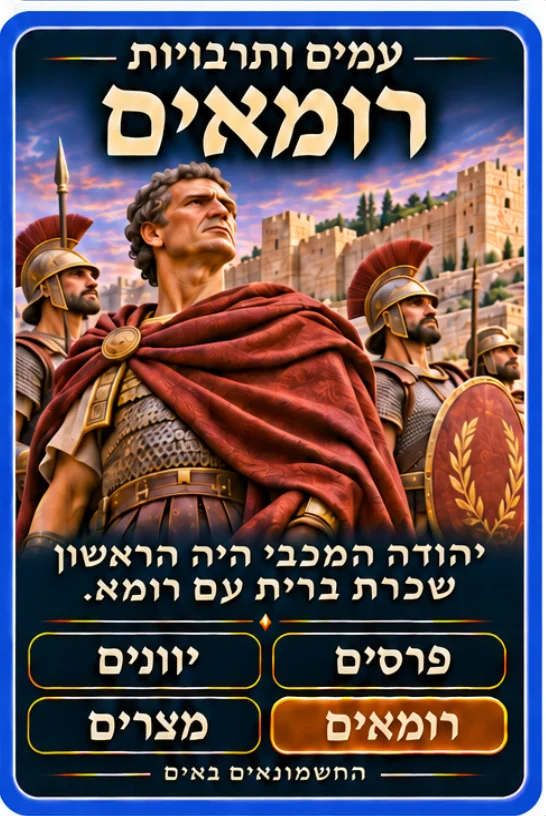 עמים ותרבויות
רומאים
יהודה המכבי היה הראשון
שכרת ברית עם רומא.
פרסים
יוונים
רומאים
מצרים
החשמונאים באים